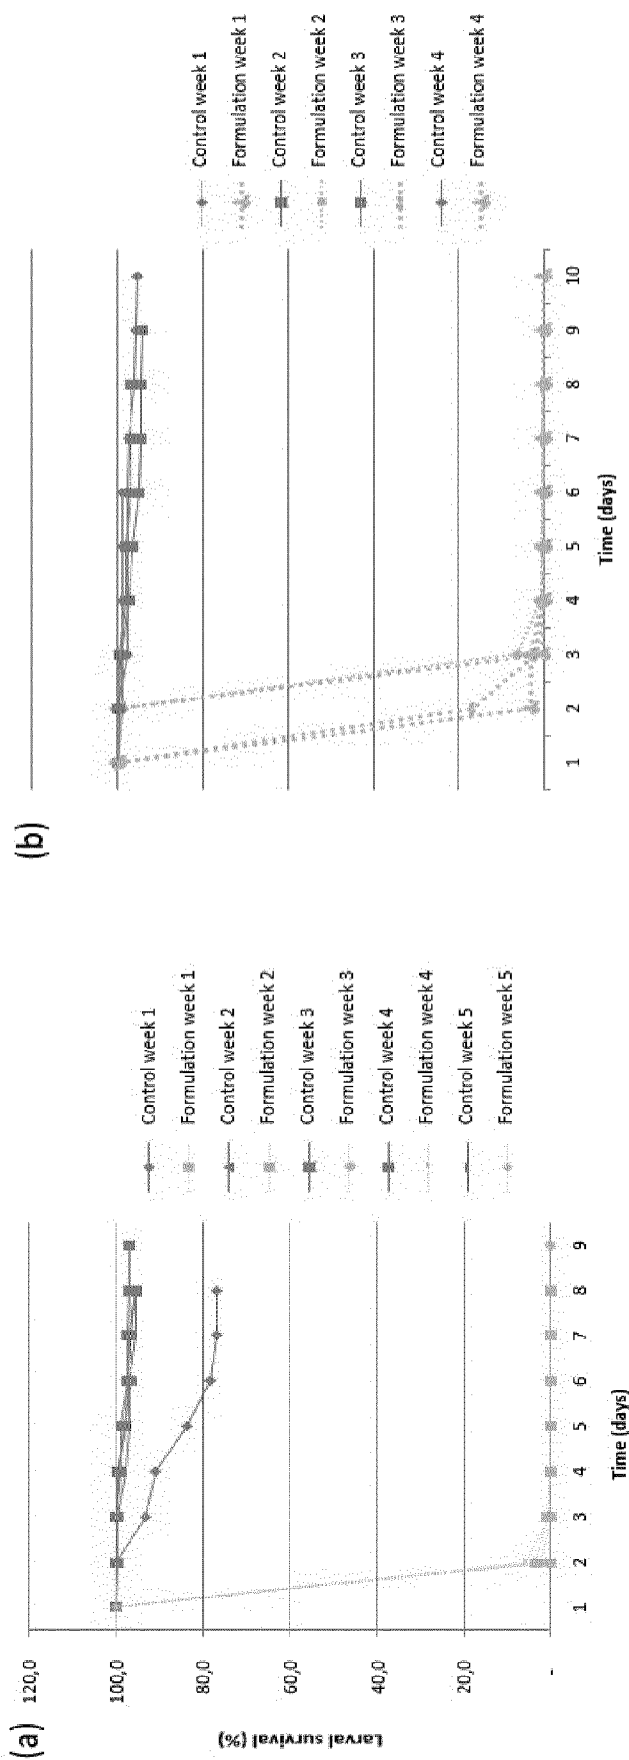 (a)
Larval survival (%)
120,0
100,0
80,0
60,0
40,0
20,0
-
1 2 3 4 5 6 7 8 9
Time (days)
Control week 1
Formulation week 1
Control week 2
Formulation week 2
Control week 3
Formulation week 3
Control week 4
Formulation week 4
Control week 5
Formulation week 5
(b)
1 2 3 4 5 6 7 8 9 10
Time (days)
Control week 1
Formulation week 1
Control week 2
Formulation week 2
Control week 3
Formulation week 3
Control week 4
Formulation week 4